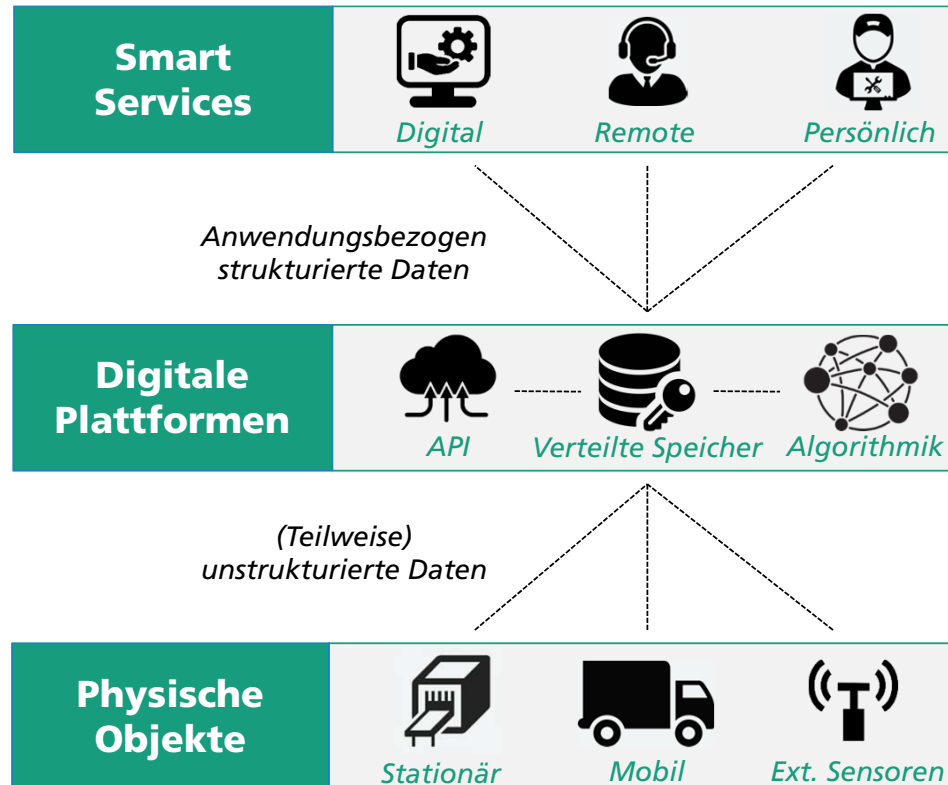 Smart
Services
Digital
Remote
Persönlich
Anwendungsbezogen
strukturierte Daten
Digitale
Plattformen
API
Verteilte Speicher
Algorithmik
(Teilweise)
unstrukturierte Daten
Physische
Objekte
Stationär
Mobil
Ext. Sensoren